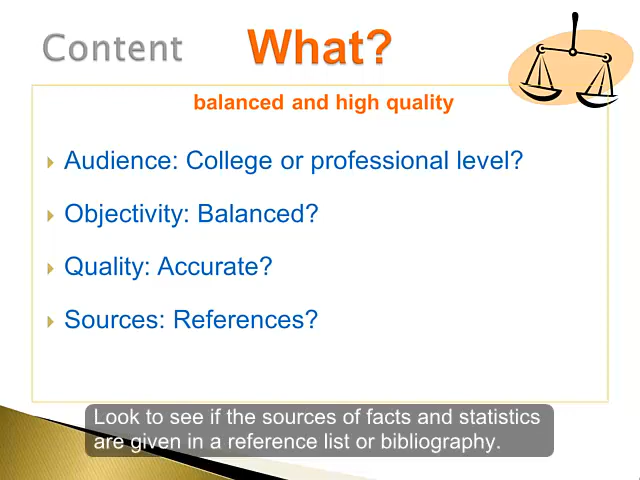 Content What?
balanced and high quality
Audience: College or professional level?
Objectivity: Balanced?
Quality: Accurate?
Sources: References?
Look to see if the sources of facts and statistics
are given in a reference list or bibliography.